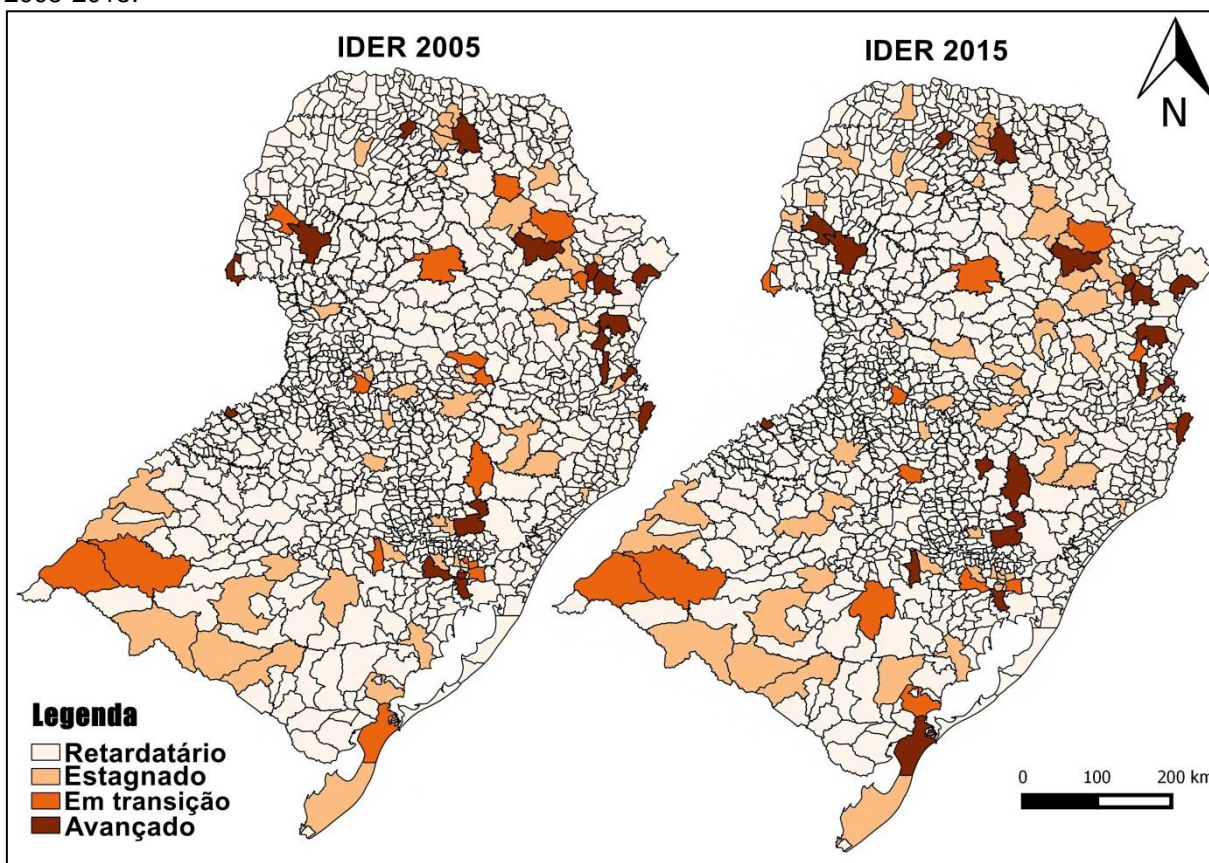 2005-2015.
IDER 2005
IDER 2015
N
Legenda
Retardatário
Estagnado
Em transição
Avançado
0 100 200 km